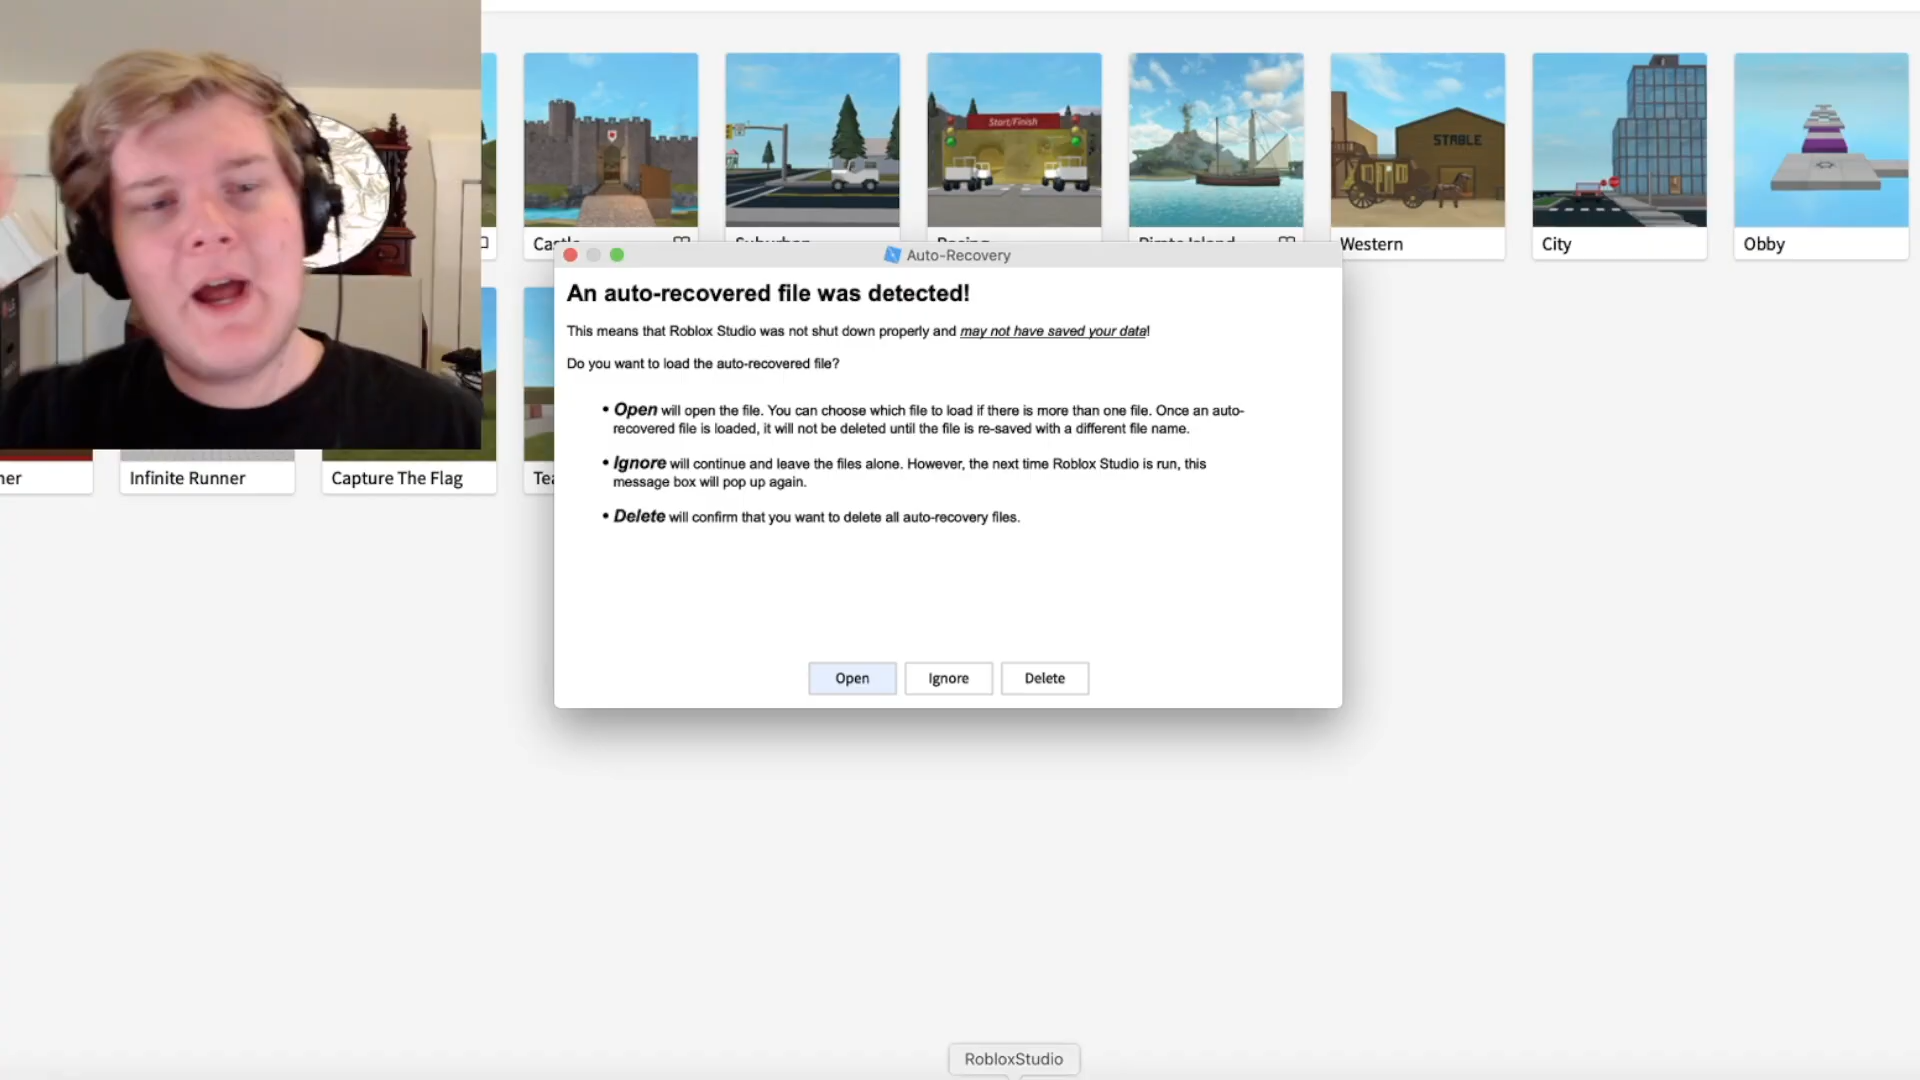 Start/Finish
STABLE
Western
City
Obby
Auto-Recovery
An auto-recovered file was detected!
This means that Roblox Studio was not shut down properly and may not have saved your data!
Do you want to load the auto-recovered file?
• Open will open the file. You can choose which file to load if there is more than one file. Once an auto-
recovered file is loaded, it will not be deleted until the file is re-saved with a different file name.
• Ignore will continue and leave the files alone. However, the next time Roblox Studio is run, this
message box will pop up again.
• Delete will confirm that you want to delete all auto-recovery files.
Open
Ignore
Delete
ner
Infinite Runner
Capture The Flag
Tea
RobloxStudio